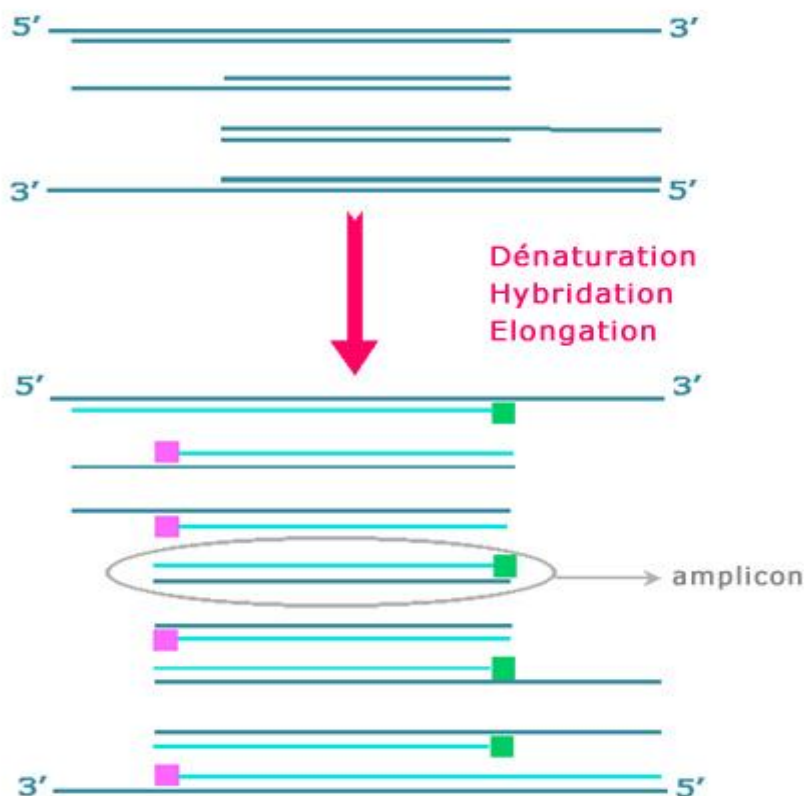 5’ 3’
3’ 5’
Dénaturation
Hybridation
Elongation
5’ 3’
amplicon
3’ 5’